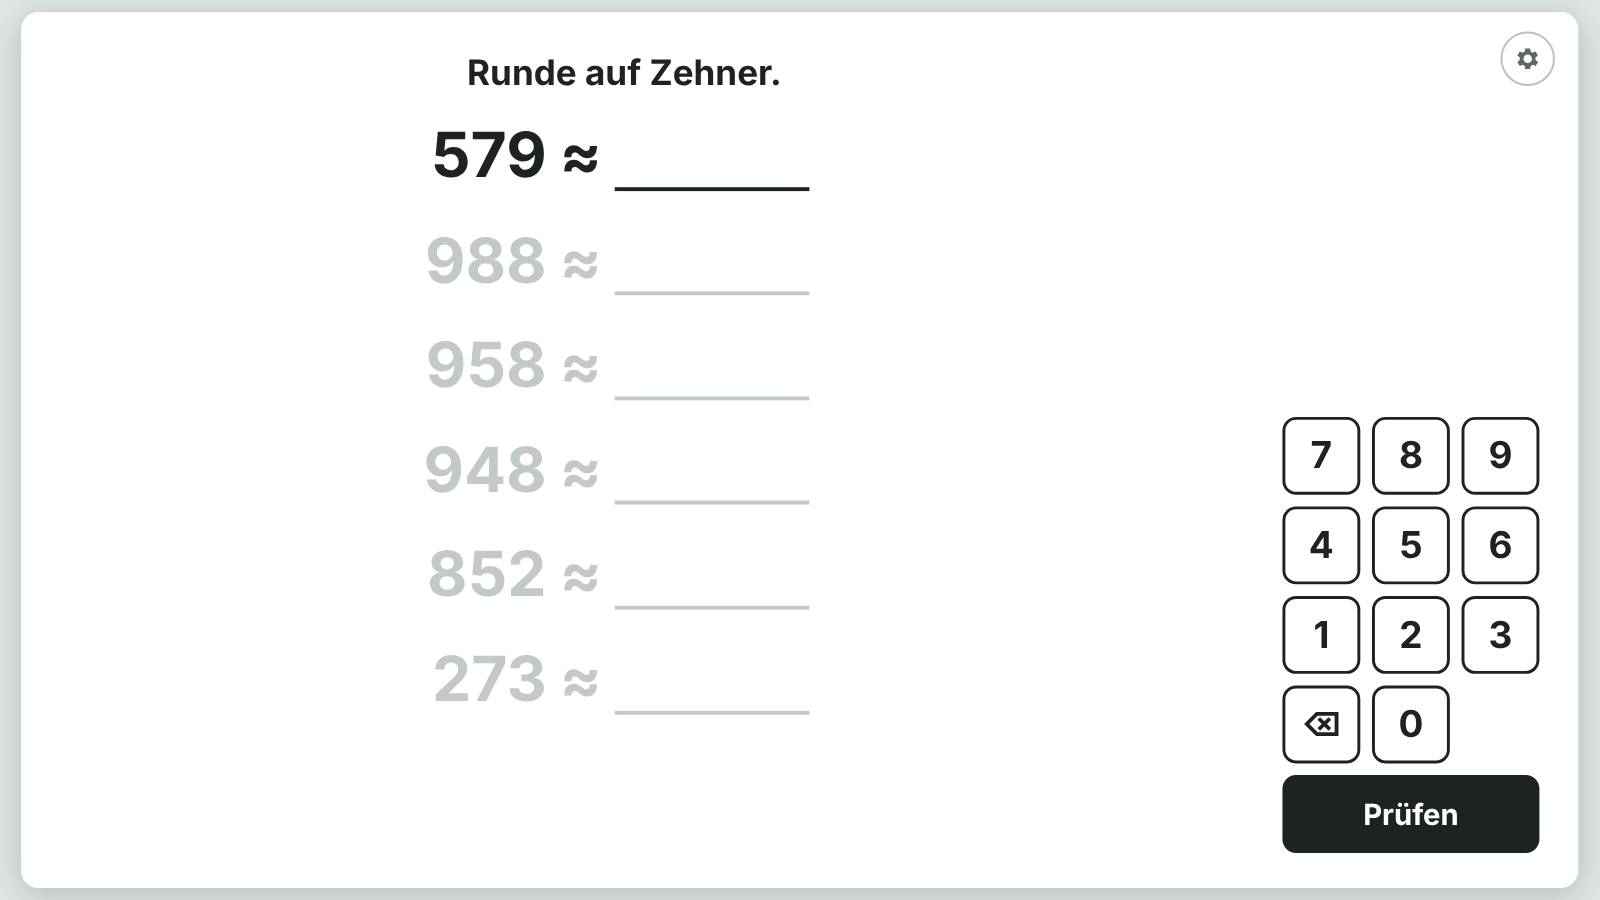 Runde auf Zehner.
579 ≈
988 ≈
958 ≈
948 ≈
852 ≈
273 ≈
7 8 9
4 5 6
1 2 3
0
Prüfen